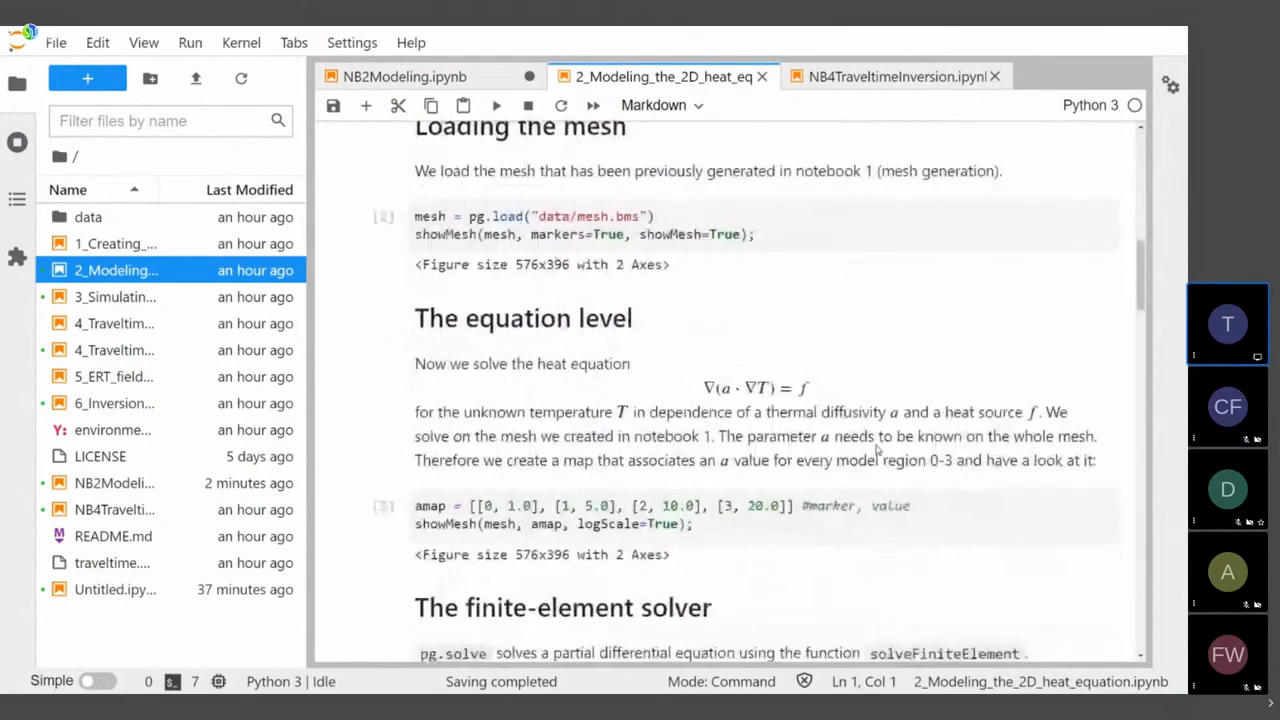 File Edit View Run Kernel Tabs Settings Help
NB2Modeling.ipynb
2_Modeling_the_2D_heat_eq
NB4TraveltimeInversion.ipynl
Markdown
Python 3
Filter files by name
/
Name Last Modified
data an hour ago
1_Creating_... an hour ago
2_Modeling... an hour ago
3_Simulatin... an hour ago
4_Traveltim... an hour ago
4_Traveltim... an hour ago
5_ERT_field... an hour ago
6_Inversion... an hour ago
environme... an hour ago
LICENSE 5 days ago
NB2Modeli... 2 minutes ago
NB4Travelti... an hour ago
README.md an hour ago
traveltime.... an hour ago
Untitled.ipy... 37 minutes ago
Loading the mesh
We load the mesh that has been previously generated in notebook 1 (mesh generation).
mesh = pg.load("data/mesh.bms")
showMesh(mesh, markers=True, showMesh=True);
<Figure size 576x396 with 2 Axes>
The equation level
Now we solve the heat equation
∇(a · ∇T) = f
for the unknown temperature T in dependence of a thermal diffusivity a and a heat source f. We
solve on the mesh we created in notebook 1. The parameter a needs to be known on the whole mesh.
Therefore we create a map that associates an a value for every model region 0-3 and have a look at it:
[3] amap = [[0, 1.0], [1, 5.0], [2, 10.0], [3, 20.0]] #marker, value
showMesh(mesh, amap, logScale=True);
<Figure size 576x396 with 2 Axes>
The finite-element solver
pg.solve solves a partial differential equation using the function solveFiniteElement.
Simple 0 7 Python 3 | Idle Saving completed Mode: Command Ln 1, Col 1 2_Modeling_the_2D_heat_equation.ipynb
T
CF
D
A
FW